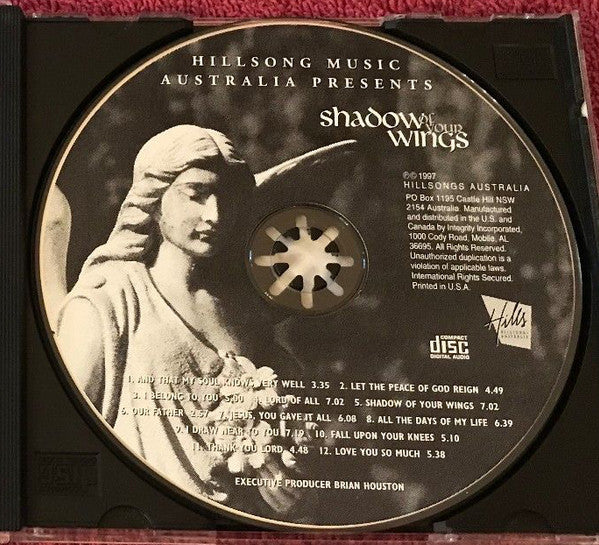 HILLSONG MUSIC
AUSTRALIA PRESENTS
SHADOW of
YOUR
WINGS
℗© 1997
HILLSONGS AUSTRALIA
PO Box 1195 Castle Hill NSW
2154 Australia. Manufactured
and distributed in the U.S. and
Canada by Integrity Incorporated,
1000 Cody Road, Mobile, AL
36695. All Rights Reserved.
Unauthorized duplication is a
violation of applicable laws.
International Rights Secured.
Printed in U.S.A.
Hills
COMPACT
disc
DIGITAL AUDIO
1. AND THAT MY SOUL KNOWS VERY WELL 3.35 2. LET THE PEACE OF GOD REIGN 4.49
3. I BELONG TO YOU 5.00 4. LORD OF ALL 7.02 5. SHADOW OF YOUR WINGS 7.02
6. OUR FATHER 2.57 7. JESUS, YOU GAVE IT ALL 6.08 8. ALL THE DAYS OF MY LIFE 6.39
9. I DRAW NEAR TO YOU 7.19 10. FALL UPON YOUR KNEES 5.10
11. THANK YOU LORD 4.48 12. LOVE YOU SO MUCH 5.38
EXECUTIVE PRODUCER BRIAN HOUSTON